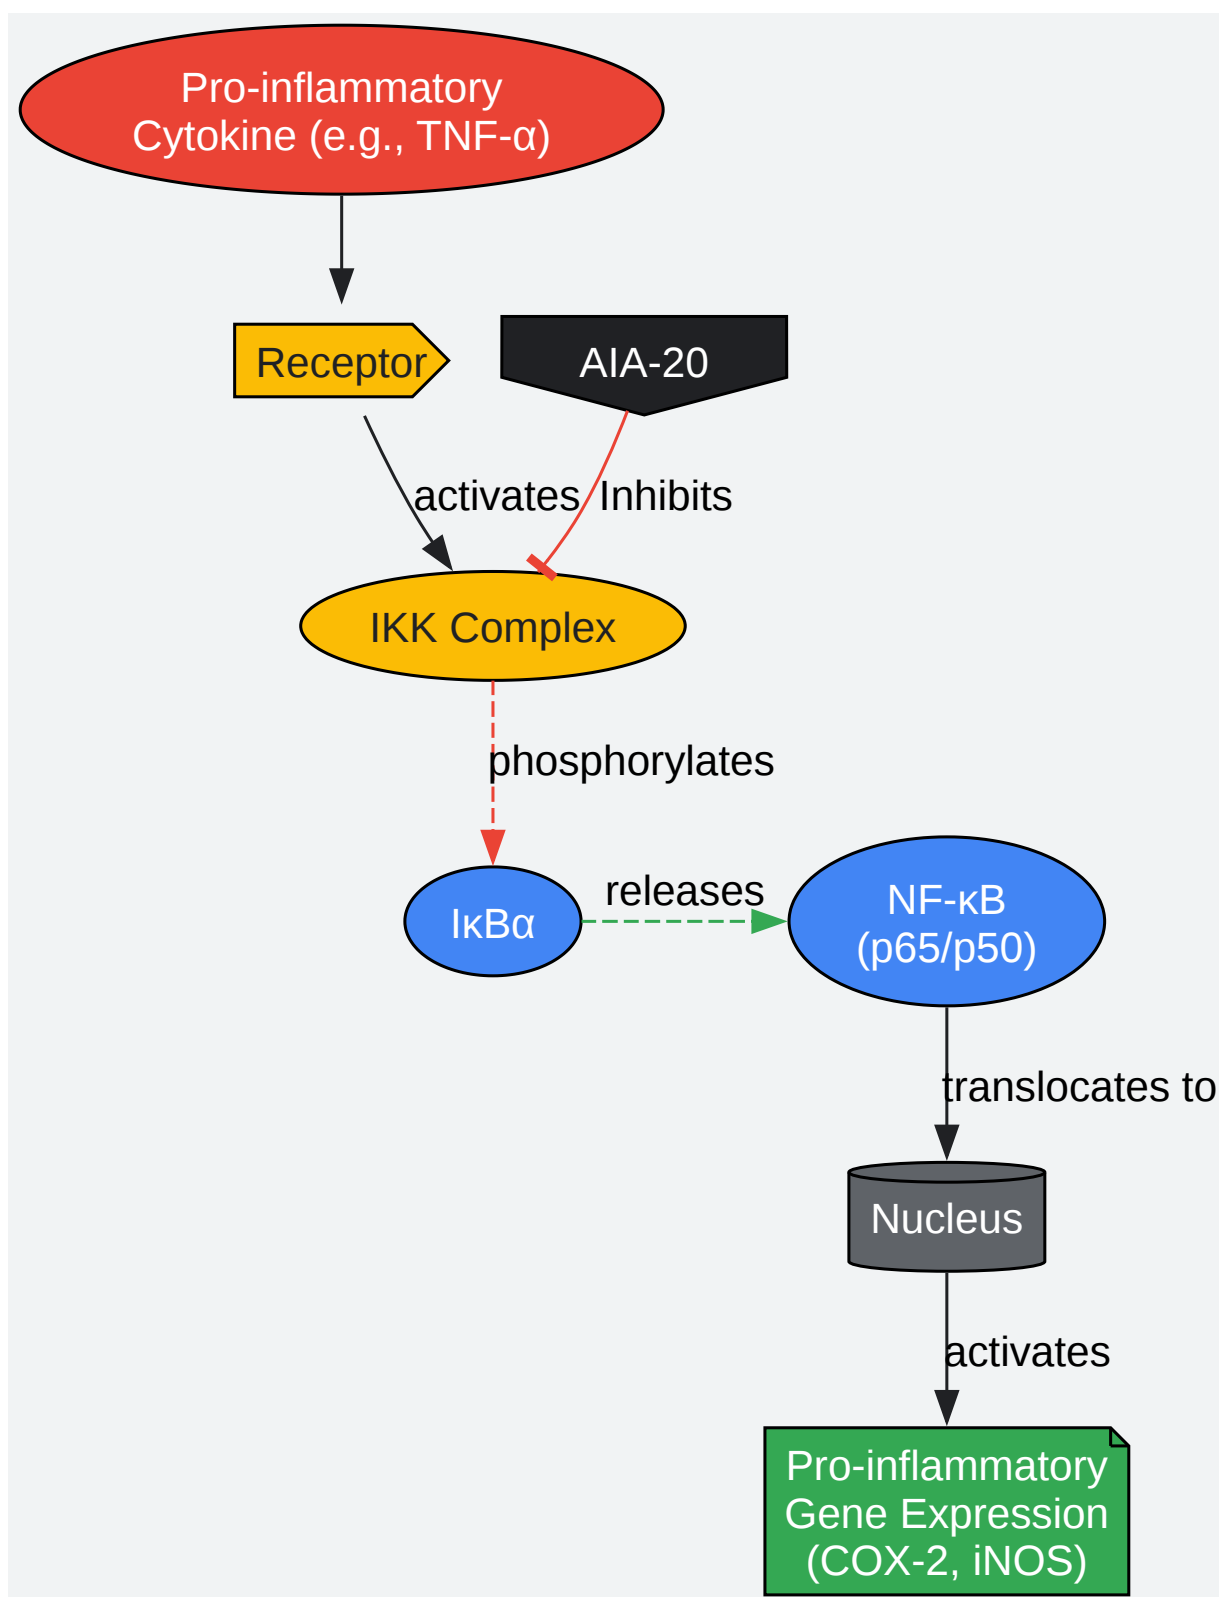 Pro-inflammatory
Cytokine (e.g., TNF-α)
Receptor
AIA-20
activates
Inhibits
IKK Complex
phosphorylates
IκBα
releases
NF-κB
(p65/p50)
translocates to
Nucleus
activates
Pro-inflammatory
Gene Expression
(COX-2, iNOS)